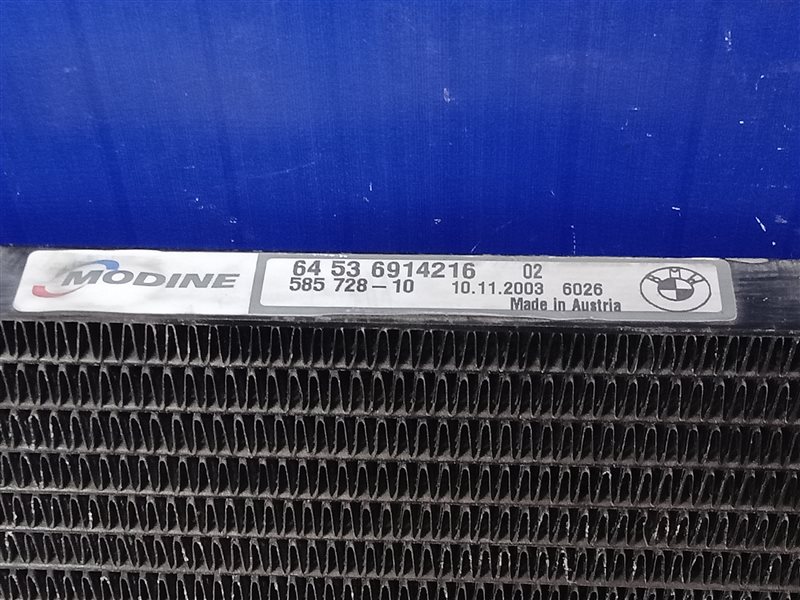 MODINE
64 53 6914216 02
585 728-10 10.11.2003 6026
Made in Austria
BMW